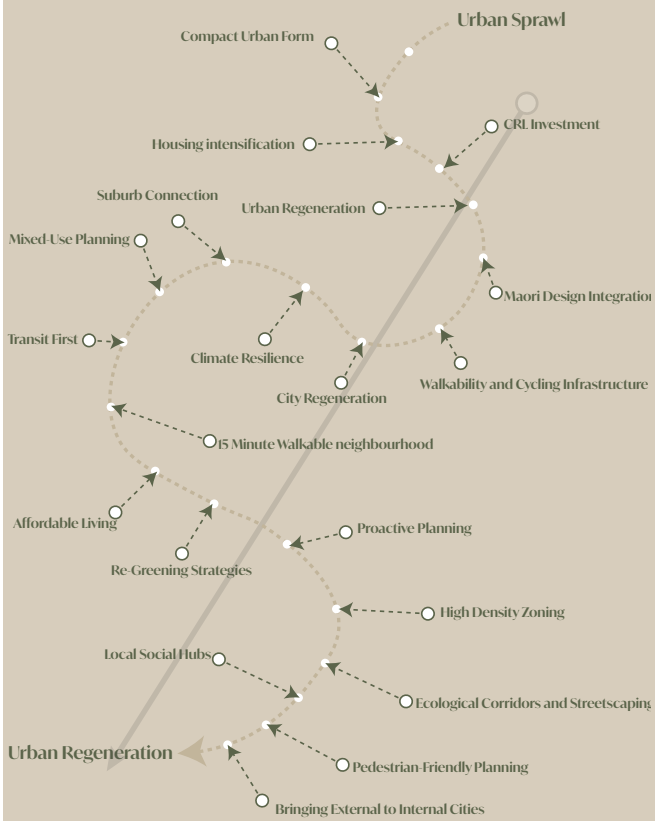 Urban Sprawl
Compact Urban Form
CRL Investment
Housing intensification
Suburb Connection
Urban Regeneration
Mixed-Use Planning
Maori Design Integration
Transit First
Climate Resilience
Walkability and Cycling Infrastructure
City Regeneration
15 Minute Walkable neighbourhood
Affordable Living
Proactive Planning
Re-Greening Strategies
High Density Zoning
Local Social Hubs
Ecological Corridors and Streetscaping
Urban Regeneration
Pedestrian-Friendly Planning
Bringing External to Internal Cities